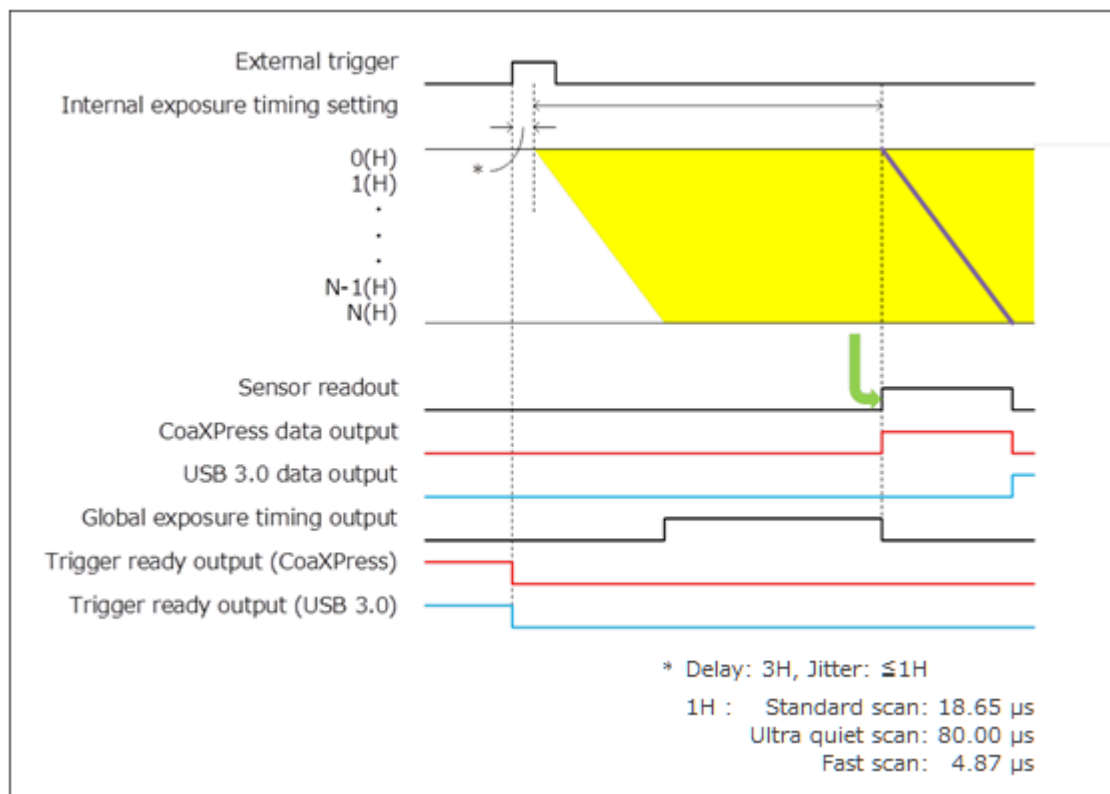 External trigger
Internal exposure timing setting
*
0(H)
1(H)
.
.
.
N-1(H)
N(H)
Sensor readout
CoaXPress data output
USB 3.0 data output
Global exposure timing output
Trigger ready output (CoaXPress)
Trigger ready output (USB 3.0)
* Delay: 3H, Jitter: ≦1H
1H : Standard scan: 18.65 µs
Ultra quiet scan: 80.00 µs
Fast scan: 4.87 µs